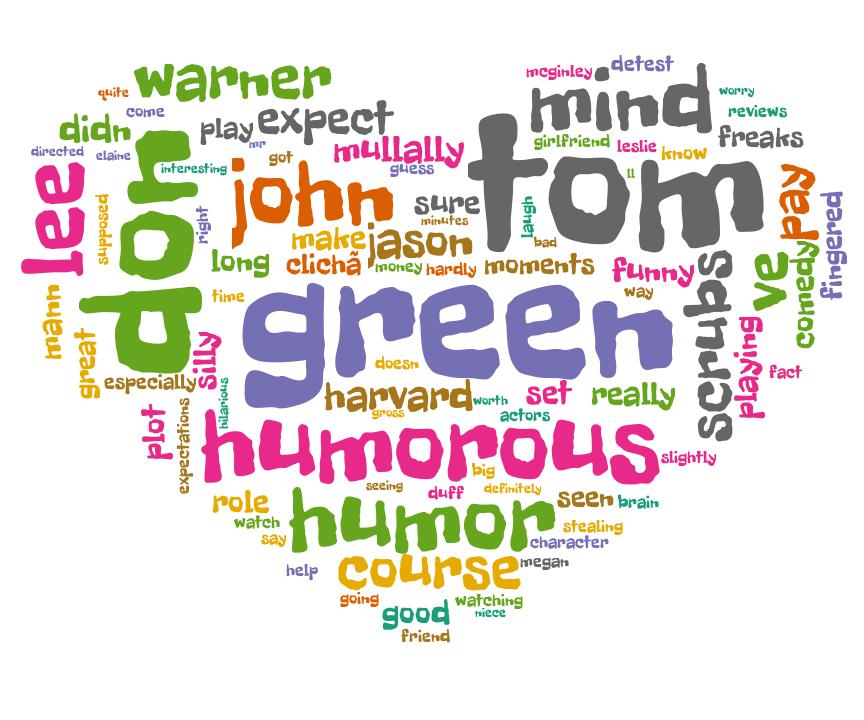 mcginley detest
warner
quite
mind
worry
come
reviews
didn
play expect
freaks
mr
girlfriend leslie know
directed elaine
got
mullally
tom
don
interesting
guess
ll
lee
john
pay
supposed
right
sure
laugh
fingered
minutes
make jason
bad
long clichã money hardly moments funny
ve
comedy
way
scrubs
mann
time
green
great
silly
doesn
playing
fact
especially
hilarious
harvard worth set really
gross
actors
plot
expectations
humorous
slightly
big
seeing
duff definitely
role
humor
seen brain
watch
stealing
say
character
help
course megan
going
good watching
niece
friend